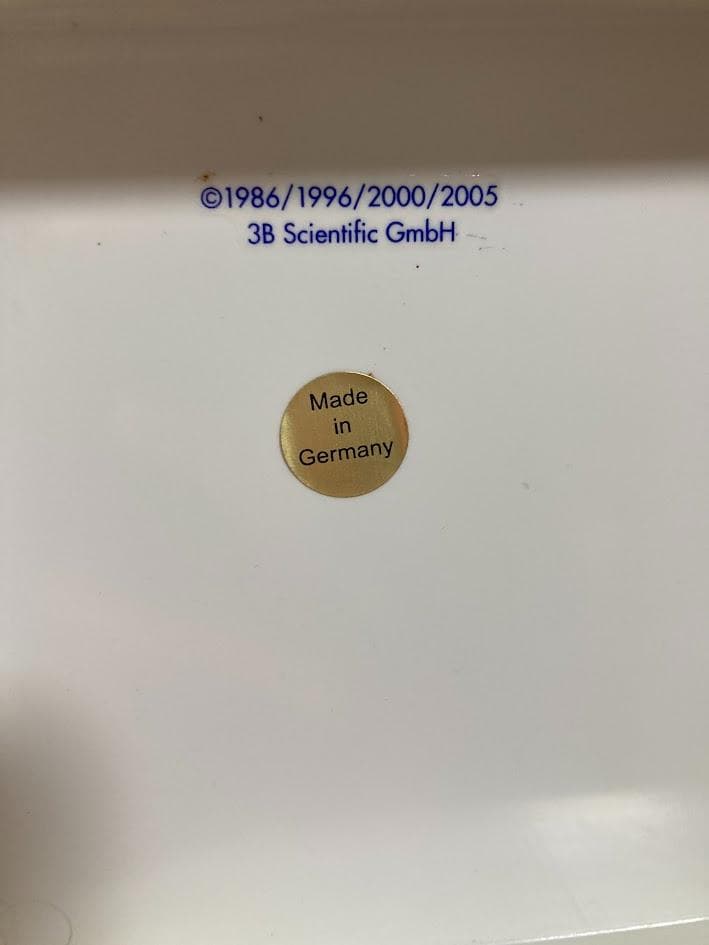 ©1986/1996/2000/2005
3B Scientific GmbH
Made
in
Germany